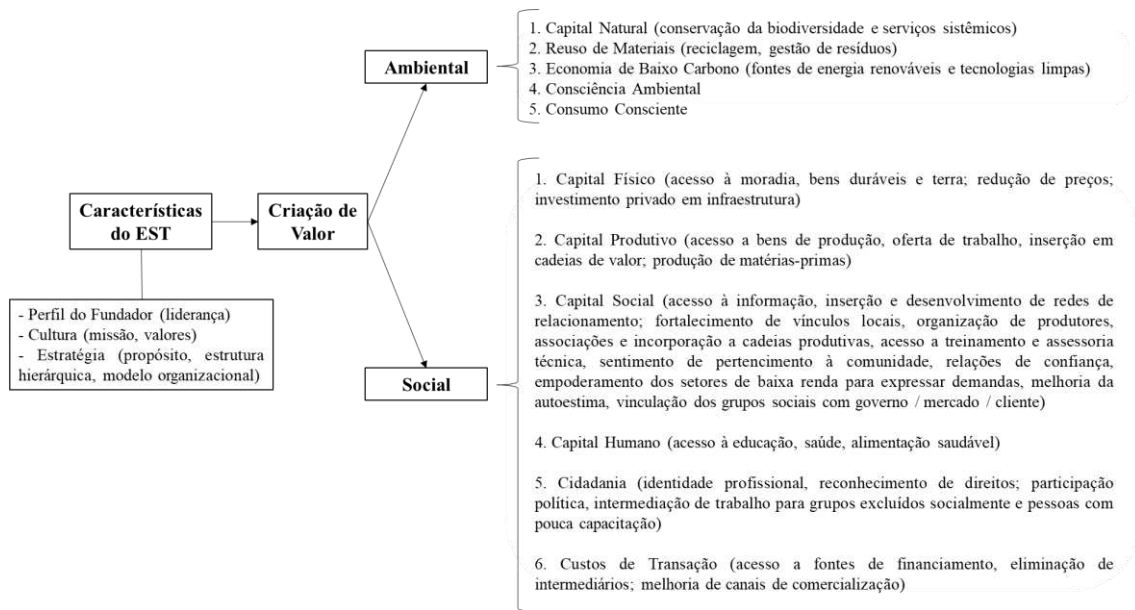 Características
do EST
- Perfil do Fundador (liderança)
- Cultura (missão, valores)
- Estratégia (propósito, estrutura
hierárquica, modelo organizacional)
Criação de
Valor
Ambiental
1. Capital Natural (conservação da biodiversidade e serviços sistêmicos)
2. Reuso de Materiais (reciclagem, gestão de resíduos)
3. Economia de Baixo Carbono (fontes de energia renováveis e tecnologias limpas)
4. Consciência Ambiental
5. Consumo Consciente
Social
1. Capital Físico (acesso à moradia, bens duráveis e terra; redução de preços;
investimento privado em infraestrutura)
2. Capital Produtivo (acesso a bens de produção, oferta de trabalho, inserção em
cadeias de valor; produção de matérias-primas)
3. Capital Social (acesso à informação, inserção e desenvolvimento de redes de
relacionamento; fortalecimento de vínculos locais, organização de produtores,
associações e incorporação a cadeias produtivas, acesso a treinamento e assessoria
técnica, sentimento de pertencimento à comunidade, relações de confiança,
empoderamento dos setores de baixa renda para expressar demandas, melhoria da
autoestima, vinculação dos grupos sociais com governo / mercado / cliente)
4. Capital Humano (acesso à educação, saúde, alimentação saudável)
5. Cidadania (identidade profissional, reconhecimento de direitos; participação
política, intermediação de trabalho para grupos excluídos socialmente e pessoas com
pouca capacitação)
6. Custos de Transação (acesso a fontes de financiamento, eliminação de
intermediários; melhoria de canais de comercialização)